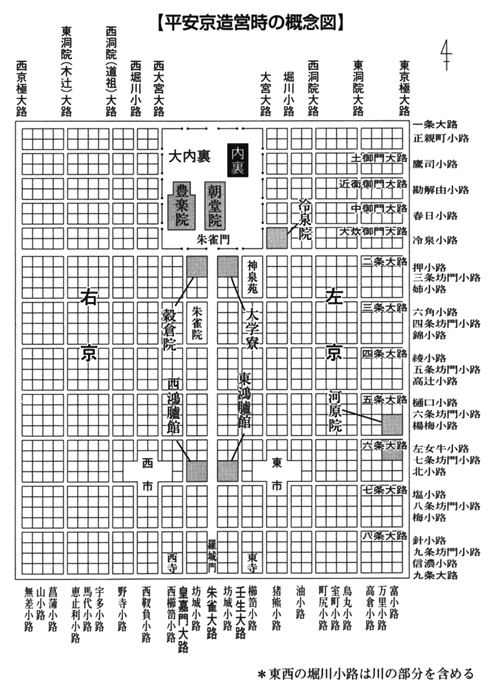 【平安京造営時の概念図】
西京極大路
東洞院(木辻)大路
西洞院(道祖)大路
西堀川小路
西大宮大路
大宮大路
堀川小路
西洞院大路
東洞院大路
東京極大路
一条大路
正親町小路
土御門大路
鷹司小路
近衛御門大路
勘解由小路
中御門大路
春日小路
大炊御門大路
冷泉小路
二条大路
押小路
三条坊門小路
姉小路
三条大路
六角小路
四条坊門小路
錦小路
四条大路
綾小路
五条坊門小路
高辻小路
五条大路
樋口小路
六条坊門小路
楊梅小路
六条大路
左女牛小路
七条坊門小路
北小路
七条大路
塩小路
八条坊門小路
梅小路
八条大路
針小路
九条坊門小路
信濃小路
九条大路
大内裏
内裏
豊楽院
朝堂院
朱雀門
冷泉院
神泉苑
朱雀院
穀倉院
大学寮
右京
左京
西鴻臚館
東鴻臚館
河原院
西市
東市
西寺
羅城門
東寺
無差小路
山小路
菖蒲小路
恵止利小路
馬代小路
宇多小路
野寺小路
西靱負小路
西櫛笥小路
皇嘉門大路
坊城小路
朱雀大路
坊城小路
壬生大路
櫛笥小路
猪熊小路
油小路
町尻小路
室町小路
烏丸小路
高倉小路
万里小路
富小路
*東西の堀川小路は川の部分を含める